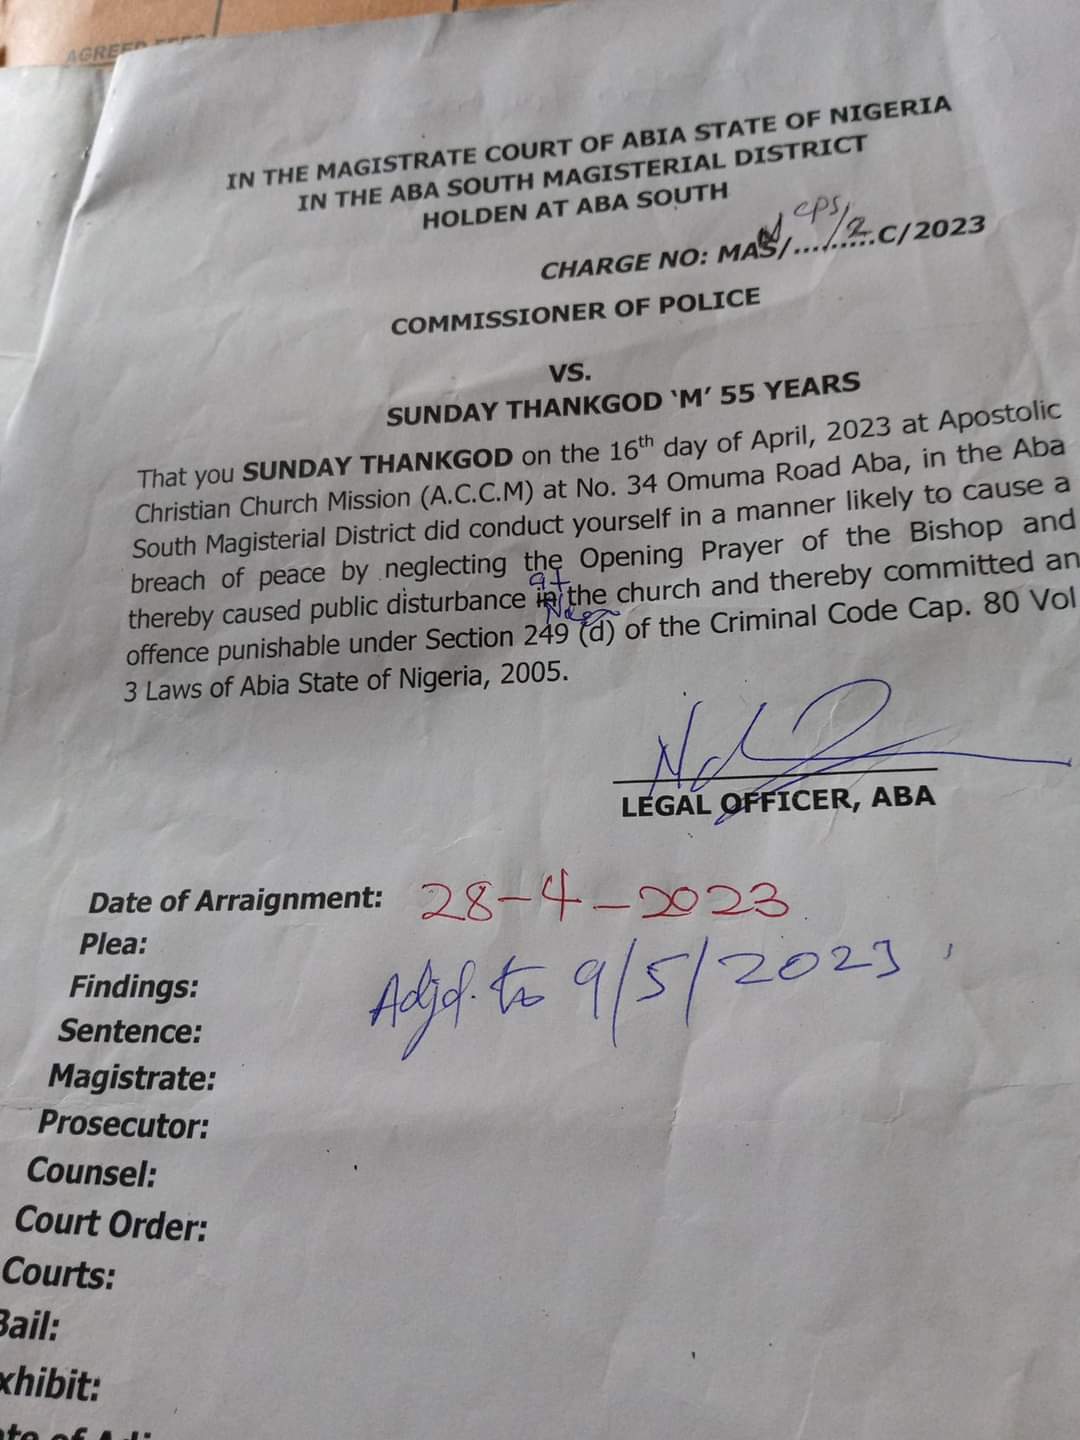 AGREED FEES
IN THE MAGISTRATE COURT OF ABIA STATE OF NIGERIA
IN THE ABA SOUTH MAGISTERIAL DISTRICT
HOLDEN AT ABA SOUTH
cps/2
CHARGE NO: MAS/.........C/2023
COMMISSIONER OF POLICE
VS.
SUNDAY THANKGOD ‘M’ 55 YEARS
That you SUNDAY THANKGOD on the 16th day of April, 2023 at Apostolic
Christian Church Mission (A.C.C.M) at No. 34 Omuma Road Aba, in the Aba
South Magisterial District did conduct yourself in a manner likely to cause a
breach of peace by neglecting the Opening Prayer of the Bishop and
at
thereby caused public disturbance in the church and thereby committed an
offence punishable under Section 249 (d) of the Criminal Code Cap. 80 Vol
3 Laws of Abia State of Nigeria, 2005.
LEGAL OFFICER, ABA
Date of Arraignment: 28-4-2023
Plea:
Findings: Adjd. to 9/5/2023
Sentence:
Magistrate:
Prosecutor:
Counsel:
Court Order:
Courts:
Bail:
xhibit: